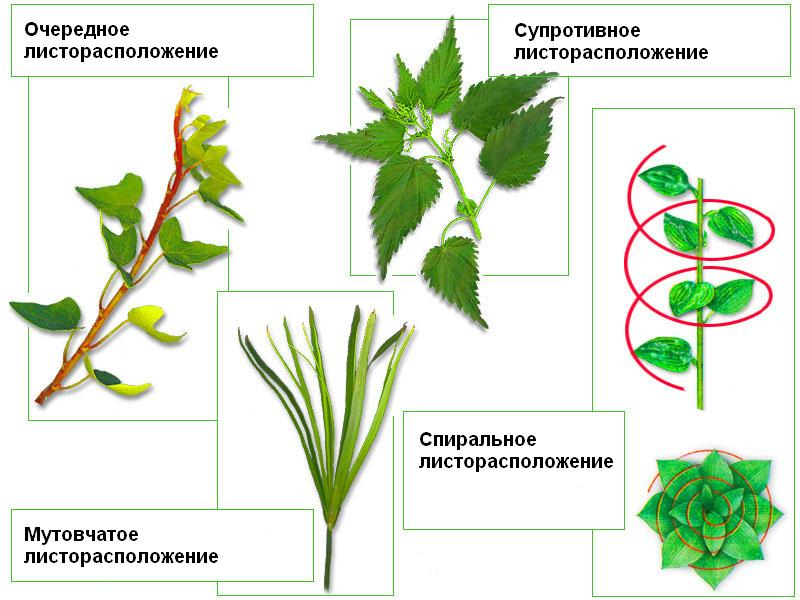 Очередное
листорасположение
Супротивное
листорасположение
Спиральное
листорасположение
Мутовчатое
листорасположение